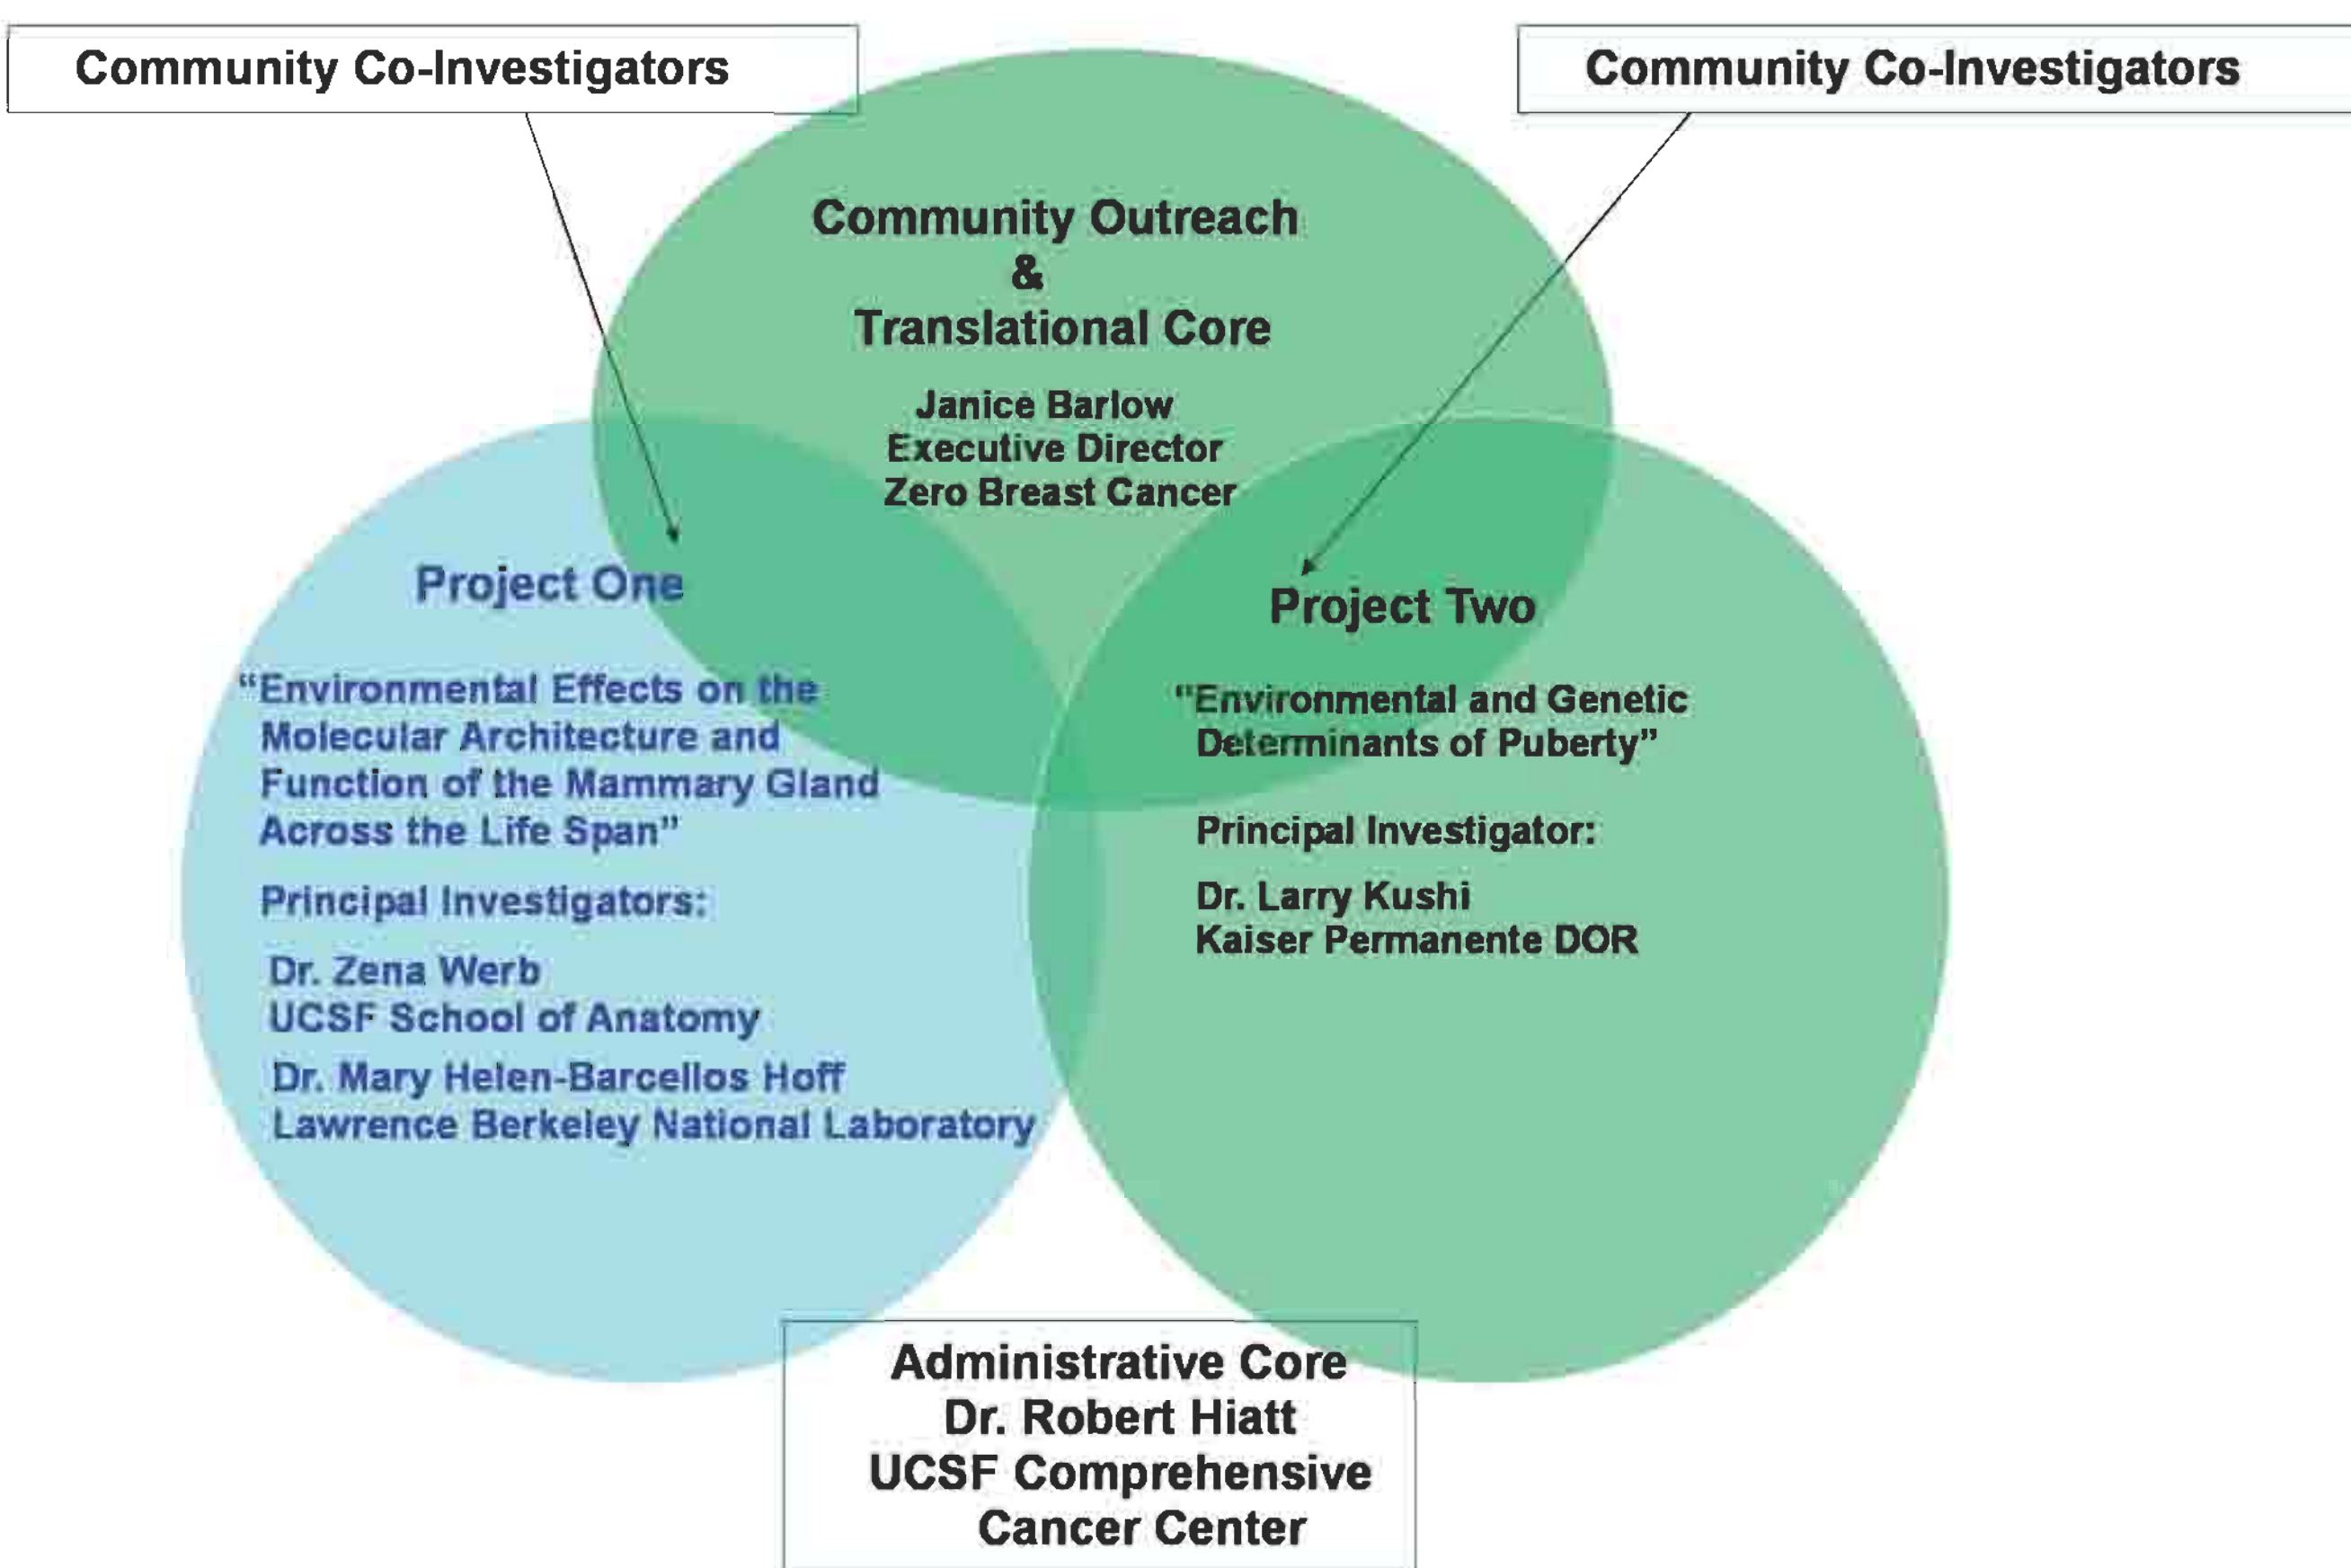 Community Co-Investigators
Community Co-Investigators
Community Outreach
&
Translational Core
Janice Barlow
Executive Director
Zero Breast Cancer
Project One
“Environmental Effects on the
Molecular Architecture and
Function of the Mammary Gland
Across the Life Span”
Principal Investigators:
Dr. Zena Werb
UCSF School of Anatomy
Dr. Mary Helen-Barcellos Hoff
Lawrence Berkeley National Laboratory
Project Two
"Environmental and Genetic
Determinants of Puberty”
Principal Investigator:
Dr. Larry Kushi
Kaiser Permanente DOR
Administrative Core
Dr. Robert Hiatt
UCSF Comprehensive
Cancer Center